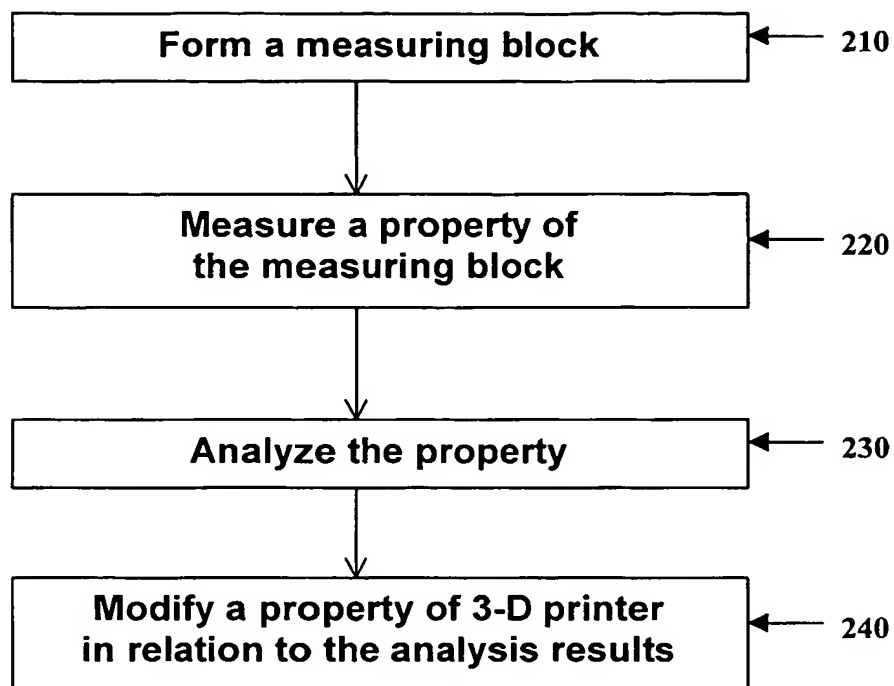 Form a measuring block
210
Measure a property of
the measuring block
220
Analyze the property
230
Modify a property of 3-D printer
in relation to the analysis results
240